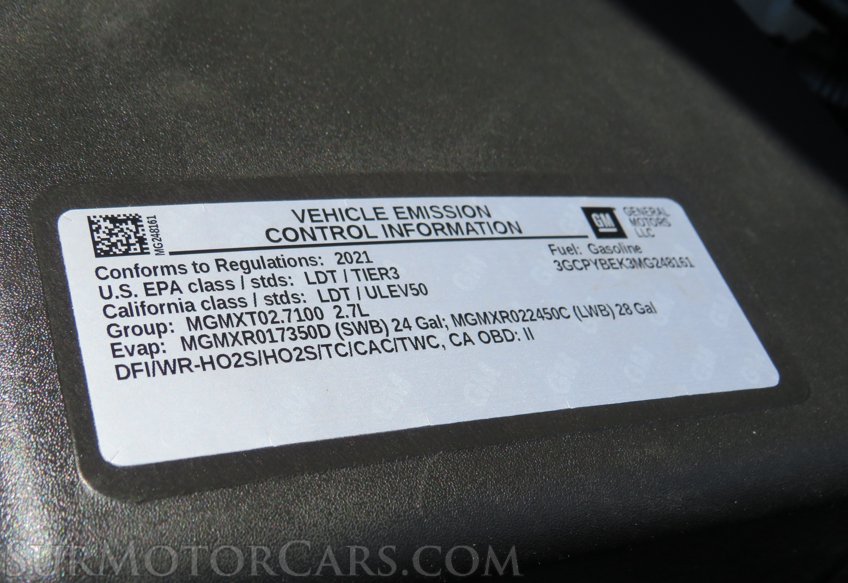 MG248161
VEHICLE EMISSION
CONTROL INFORMATION
GM
GENERAL
MOTORS
LLC
Conforms to Regulations: 2021
Fuel: Gasoline
U.S. EPA class / stds: LDT / TIER3
3GCPYBEK3MG248161
California class / stds: LDT / ULEV50
Group: MGMXT02.7100 2.7L
Evap: MGMXR017350D (SWB) 24 Gal; MGMXR022450C (LWB) 28 Gal
DFI/WR-HO2S/HO2S/TC/CAC/TWC, CA OBD: II
SurMotorCars.com